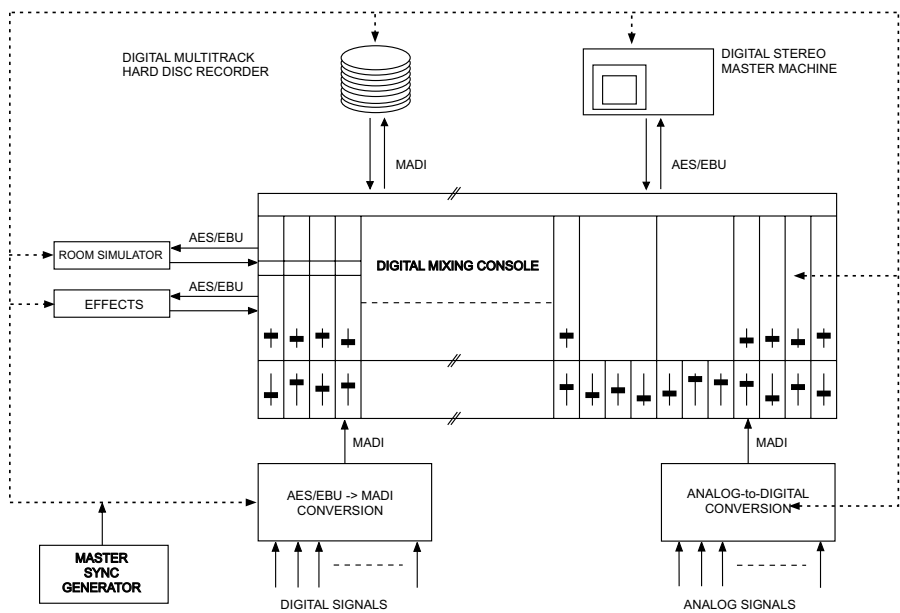 DIGITAL MULTITRACK
HARD DISC RECORDER
DIGITAL STEREO
MASTER MACHINE
MADI
AES/EBU
AES/EBU
ROOM SIMULATOR
AES/EBU
EFFECTS
DIGITAL MIXING CONSOLE
MADI
MADI
AES/EBU -> MADI
CONVERSION
ANALOG-to-DIGITAL
CONVERSION
MASTER
SYNC
GENERATOR
DIGITAL SIGNALS
ANALOG SIGNALS